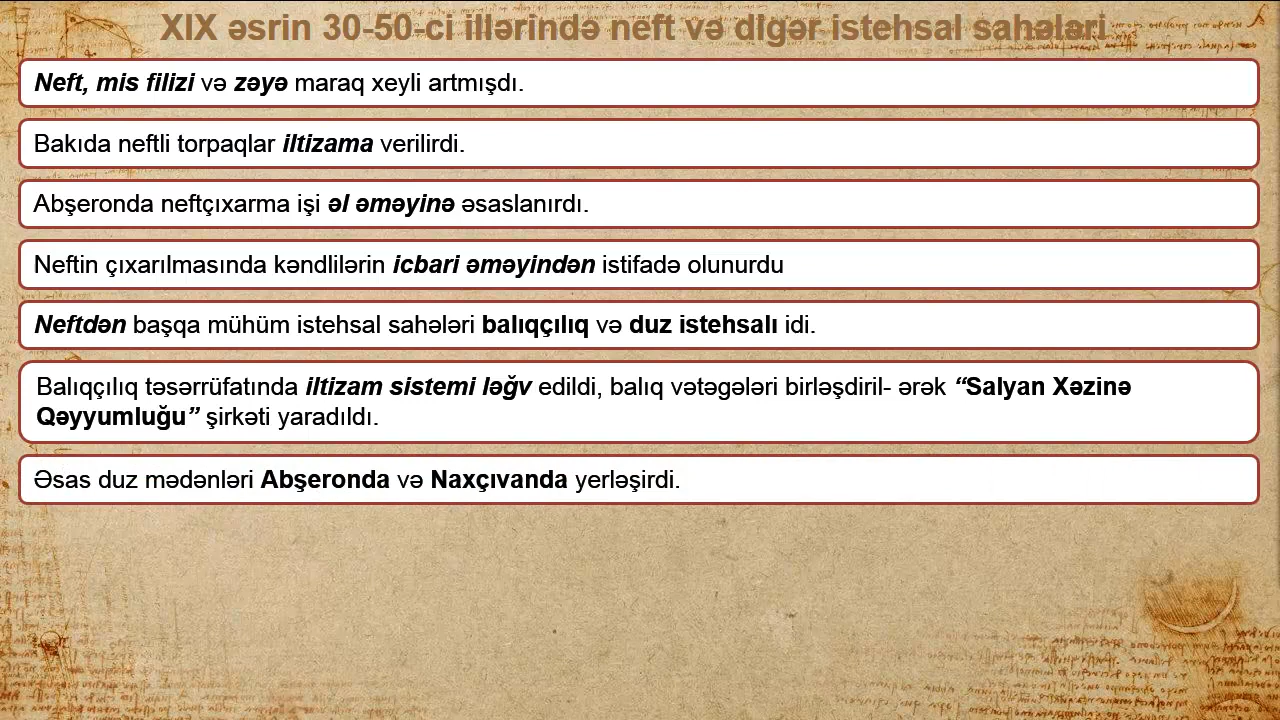 XIX əsrin 30-50-ci illərində neft və digər istehsal sahələri
Neft, mis filizi və zəyə maraq xeyli artmışdı.
Bakıda neftli torpaqlar iltizama verilirdi.
Abşeronda neftçıxarma işi əl əməyinə əsaslanırdı.
Neftin çıxarılmasında kəndlilərin icbari əməyindən istifadə olunurdu
Neftdən başqa mühüm istehsal sahələri balıqçılıq və duz istehsalı idi.
Balıqçılıq təsərrüfatında iltizam sistemi ləğv edildi, balıq vətəgələri birləşdiril- ərək “Salyan Xəzinə
Qəyyumluğu” şirkəti yaradıldı.
Əsas duz mədənləri Abşeronda və Naxçıvanda yerləşirdi.